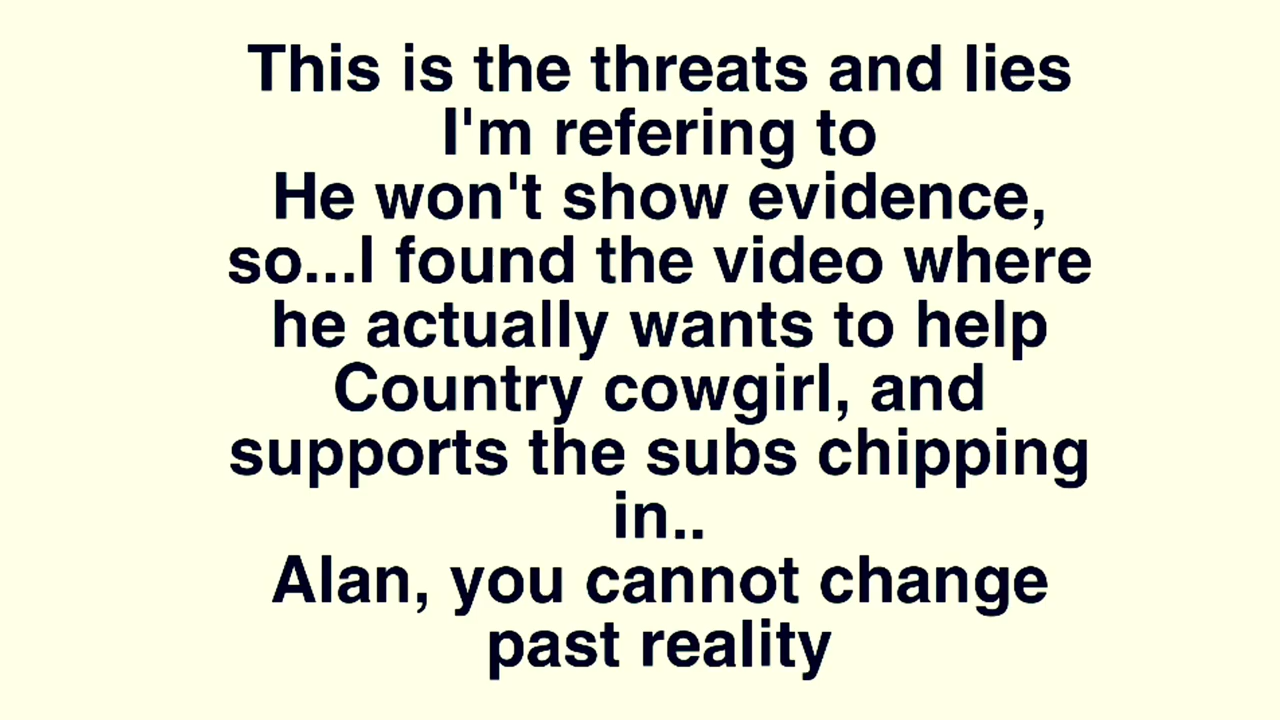 This is the threats and lies
I'm refering to
He won't show evidence,
so...I found the video where
he actually wants to help
Country cowgirl, and
supports the subs chipping
in..
Alan, you cannot change
past reality